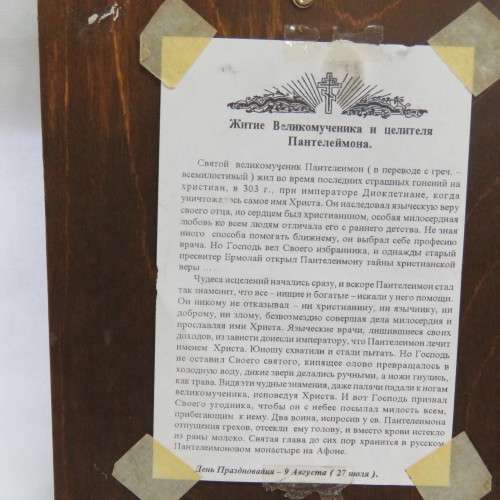 Житие Великомученика и целителя
Пантелеймона.
Святой великомученик Пантелеимон ( в переводе с греч. –
всемилостивый ) жил во время последних страшных гонений на
христиан, в 303 г., при императоре Диоклетиане, когда
уничтожалось самое имя Христа. Он наследовал языческую веру
своего отца, но сердцем был христианином, особая милосердная
любовь ко всем людям отличала его с раннего детства. Не зная
иного способа помогать ближнему, он выбрал себе професию
врача. Но Господь вел Своего избранника, и однажды старый
пресвитер Ермолай открыл Пантелеимону тайны христианской
веры ...
Чудеса исцелений начались сразу, и вскоре Пантелеимон стал
так знаменит, что все – нищие и богатые – искали у него помощи.
Он никому не отказывал – ни христианину, ни язычнику, ни
доброму, ни злому, безвозмездно совершая дела милосердия и
прославляя имя Христа. Языческие врачи, лишившиеся своих
доходов, из зависти донесли императору, что Пантелеимон лечит
именем Христа. Юношу схватили и стали пытать. Но Господь
не оставил Своего святого, кипящее олово превращалось в
холодную воду, дикие звери делались ручными, а ножи гнулись,
как трава. Видя эти чудные знамения, даже палачи падали к ногам
великомученика, исповедуя Христа. И вот Господь призвал
Своего угодника, чтобы он с небес посылал милость всем,
прибегающим к нему. Два воина, испросив у св. Пантелеимона
отпущения грехов, отсекли ему голову, и вместо крови истекло
из раны молоко. Святая глава до сих пор хранится в русском
Пантелеимоновом монастыре на Афоне.
День Празднования – 9 Августа ( 27 июля ).